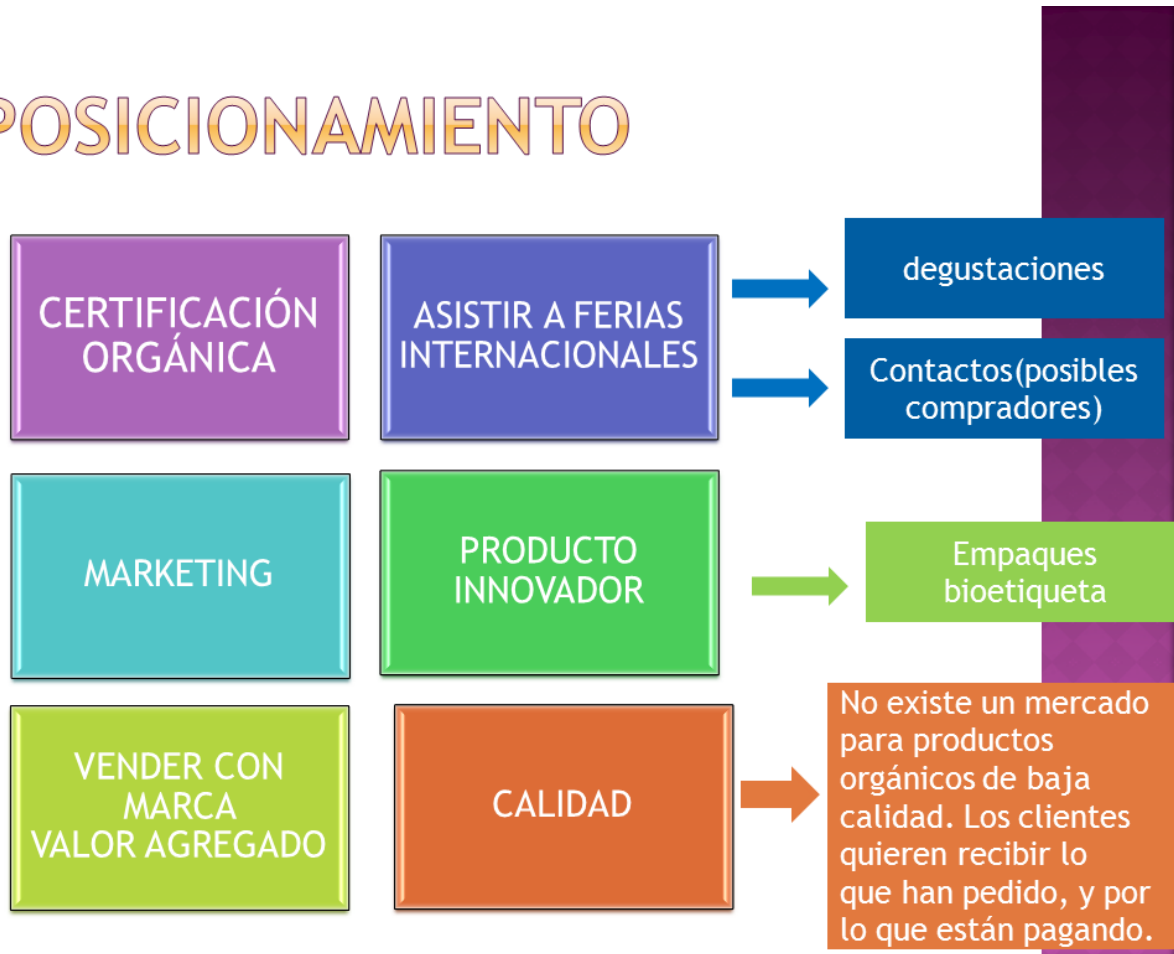 POSICIONAMIENTO
CERTIFICACIÓN
ORGÁNICA
ASISTIR A FERIAS
INTERNACIONALES
degustaciones
Contactos(posibles
compradores)
MARKETING
PRODUCTO
INNOVADOR
Empaques
bioetiqueta
VENDER CON
MARCA
VALOR AGREGADO
CALIDAD
No existe un mercado
para productos
orgánicos de baja
calidad. Los clientes
quieren recibir lo
que han pedido, y por
lo que están pagando.